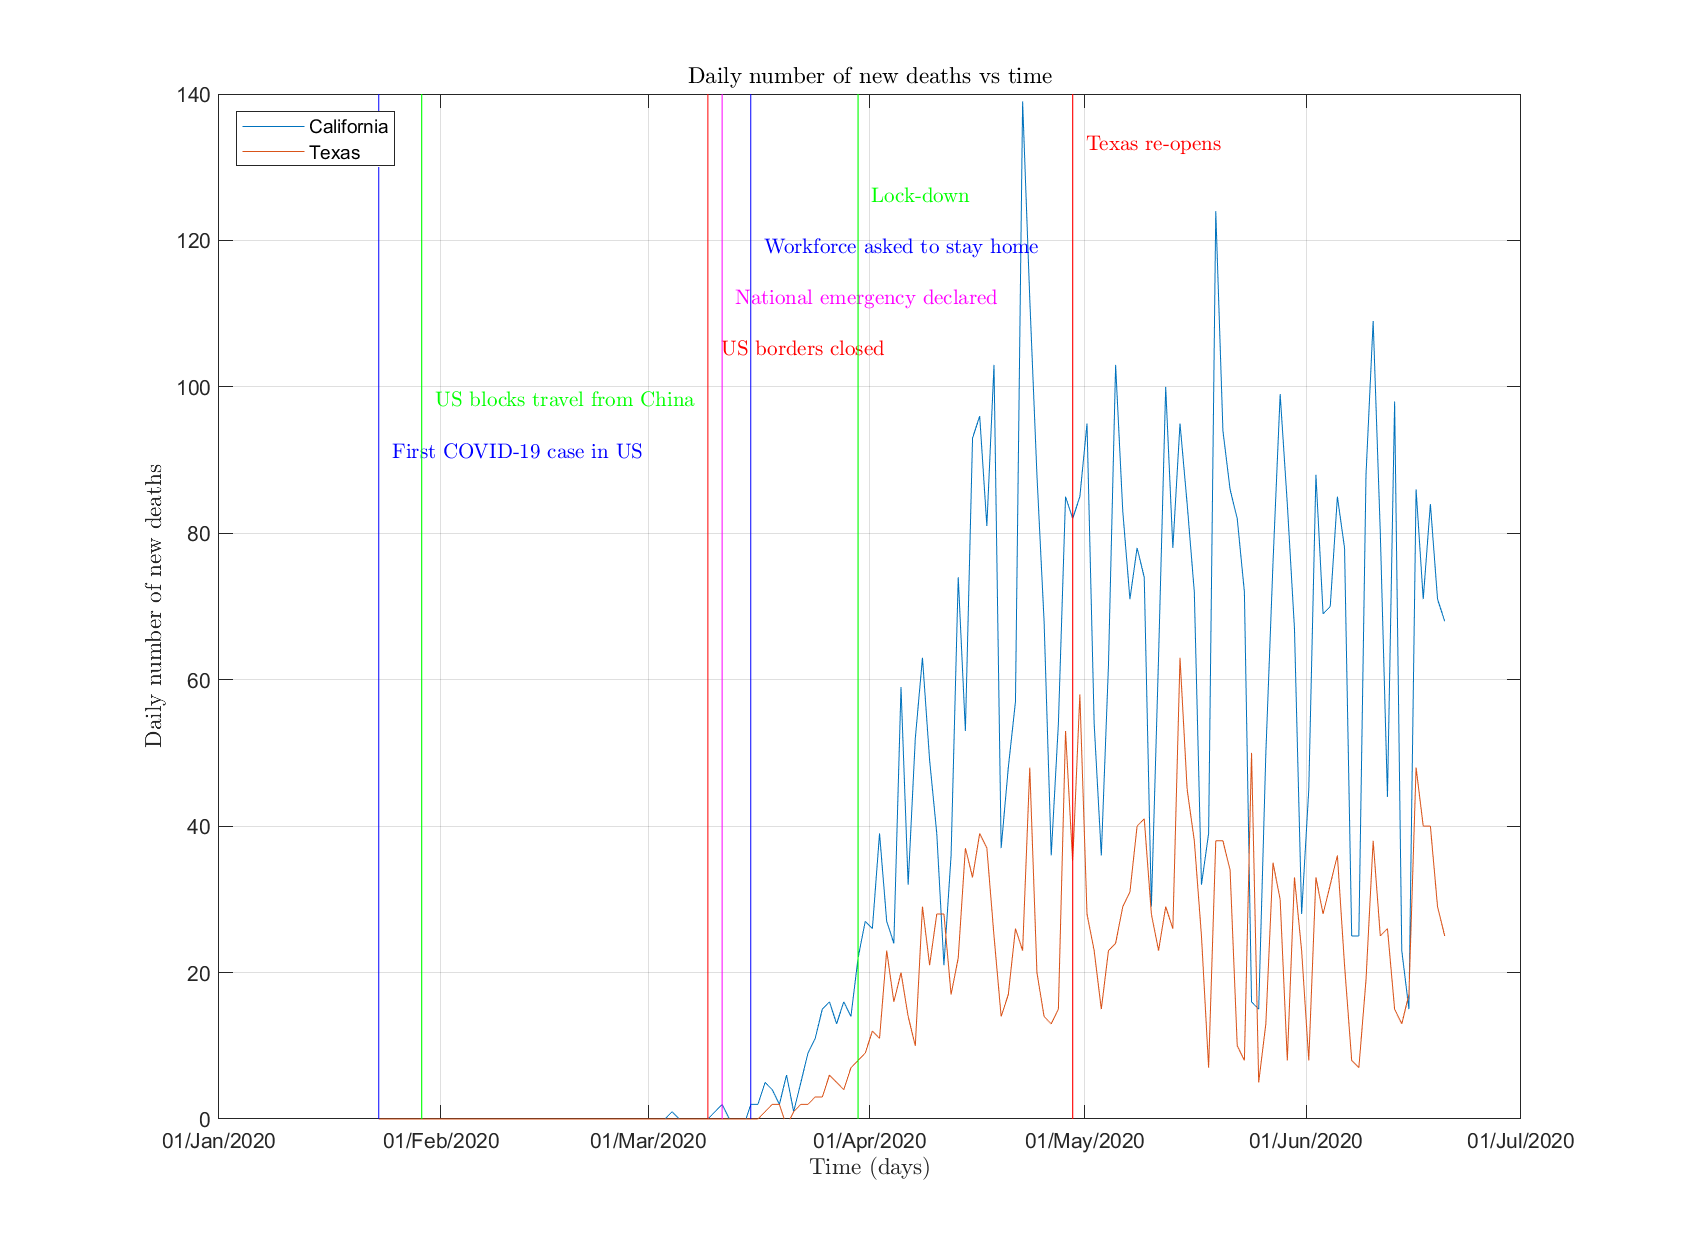 Daily number of new deaths vs time
140
120
100
80
60
40
20
0
Daily number of new deaths
California
Texas
Texas re-opens
Lock-down
Workforce asked to stay home
National emergency declared
US borders closed
US blocks travel from China
First COVID-19 case in US
01/Jan/2020
01/Feb/2020
01/Mar/2020
01/Apr/2020
01/May/2020
01/Jun/2020
01/Jul/2020
Time (days)